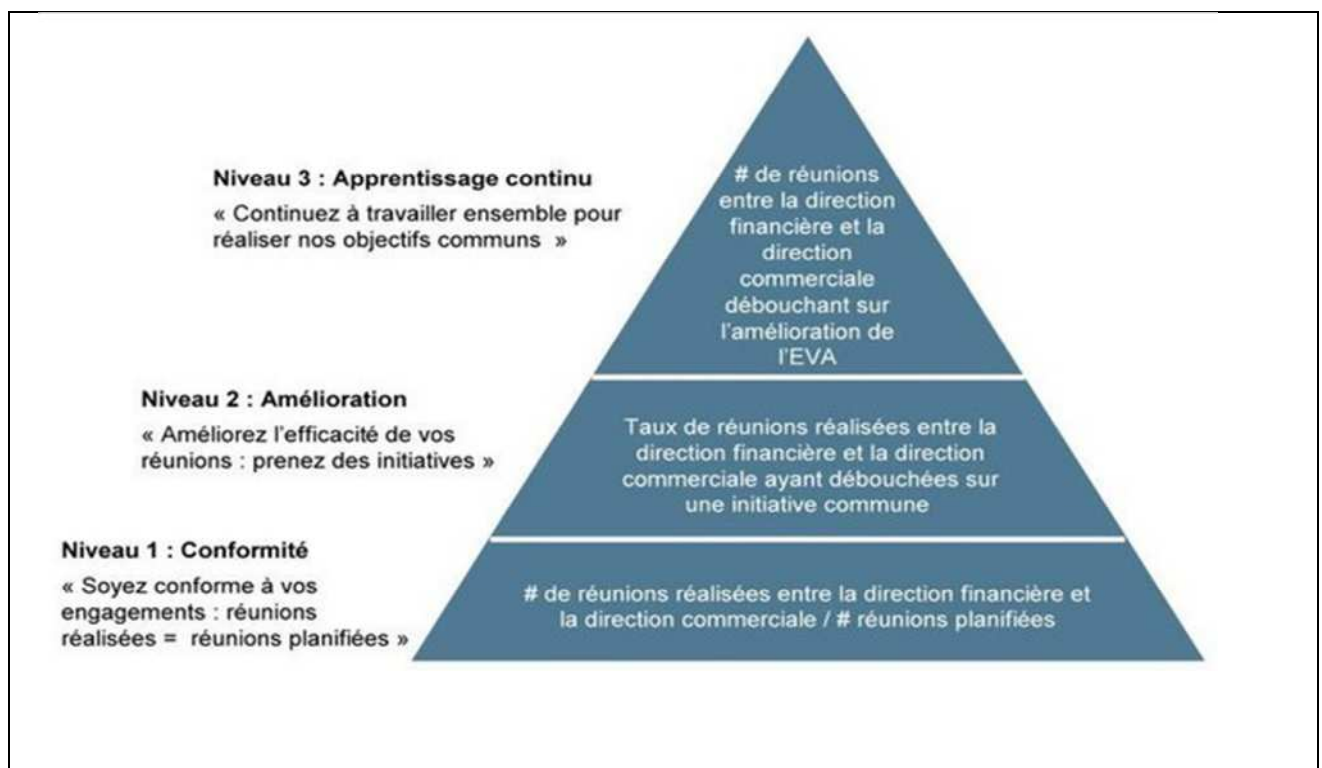 Niveau 3 : Apprentissage continu
« Continuez à travailler ensemble pour
réaliser nos objectifs communs  »
# de réunions
entre la direction
financière et la
direction
commerciale
débouchant sur
l'amélioration de
l'EVA
Niveau 2 : Amélioration
« Améliorez l'efficacité de vos
réunions : prenez des initiatives »
Taux de réunions réalisées entre la
direction financière et la direction
commerciale ayant débouchées sur
une initiative commune
Niveau 1 : Conformité
« Soyez conforme à vos
engagements : réunions
réalisées =  réunions planifiées »
# de réunions réalisées entre la direction financière et
la direction commerciale / # réunions planifiées